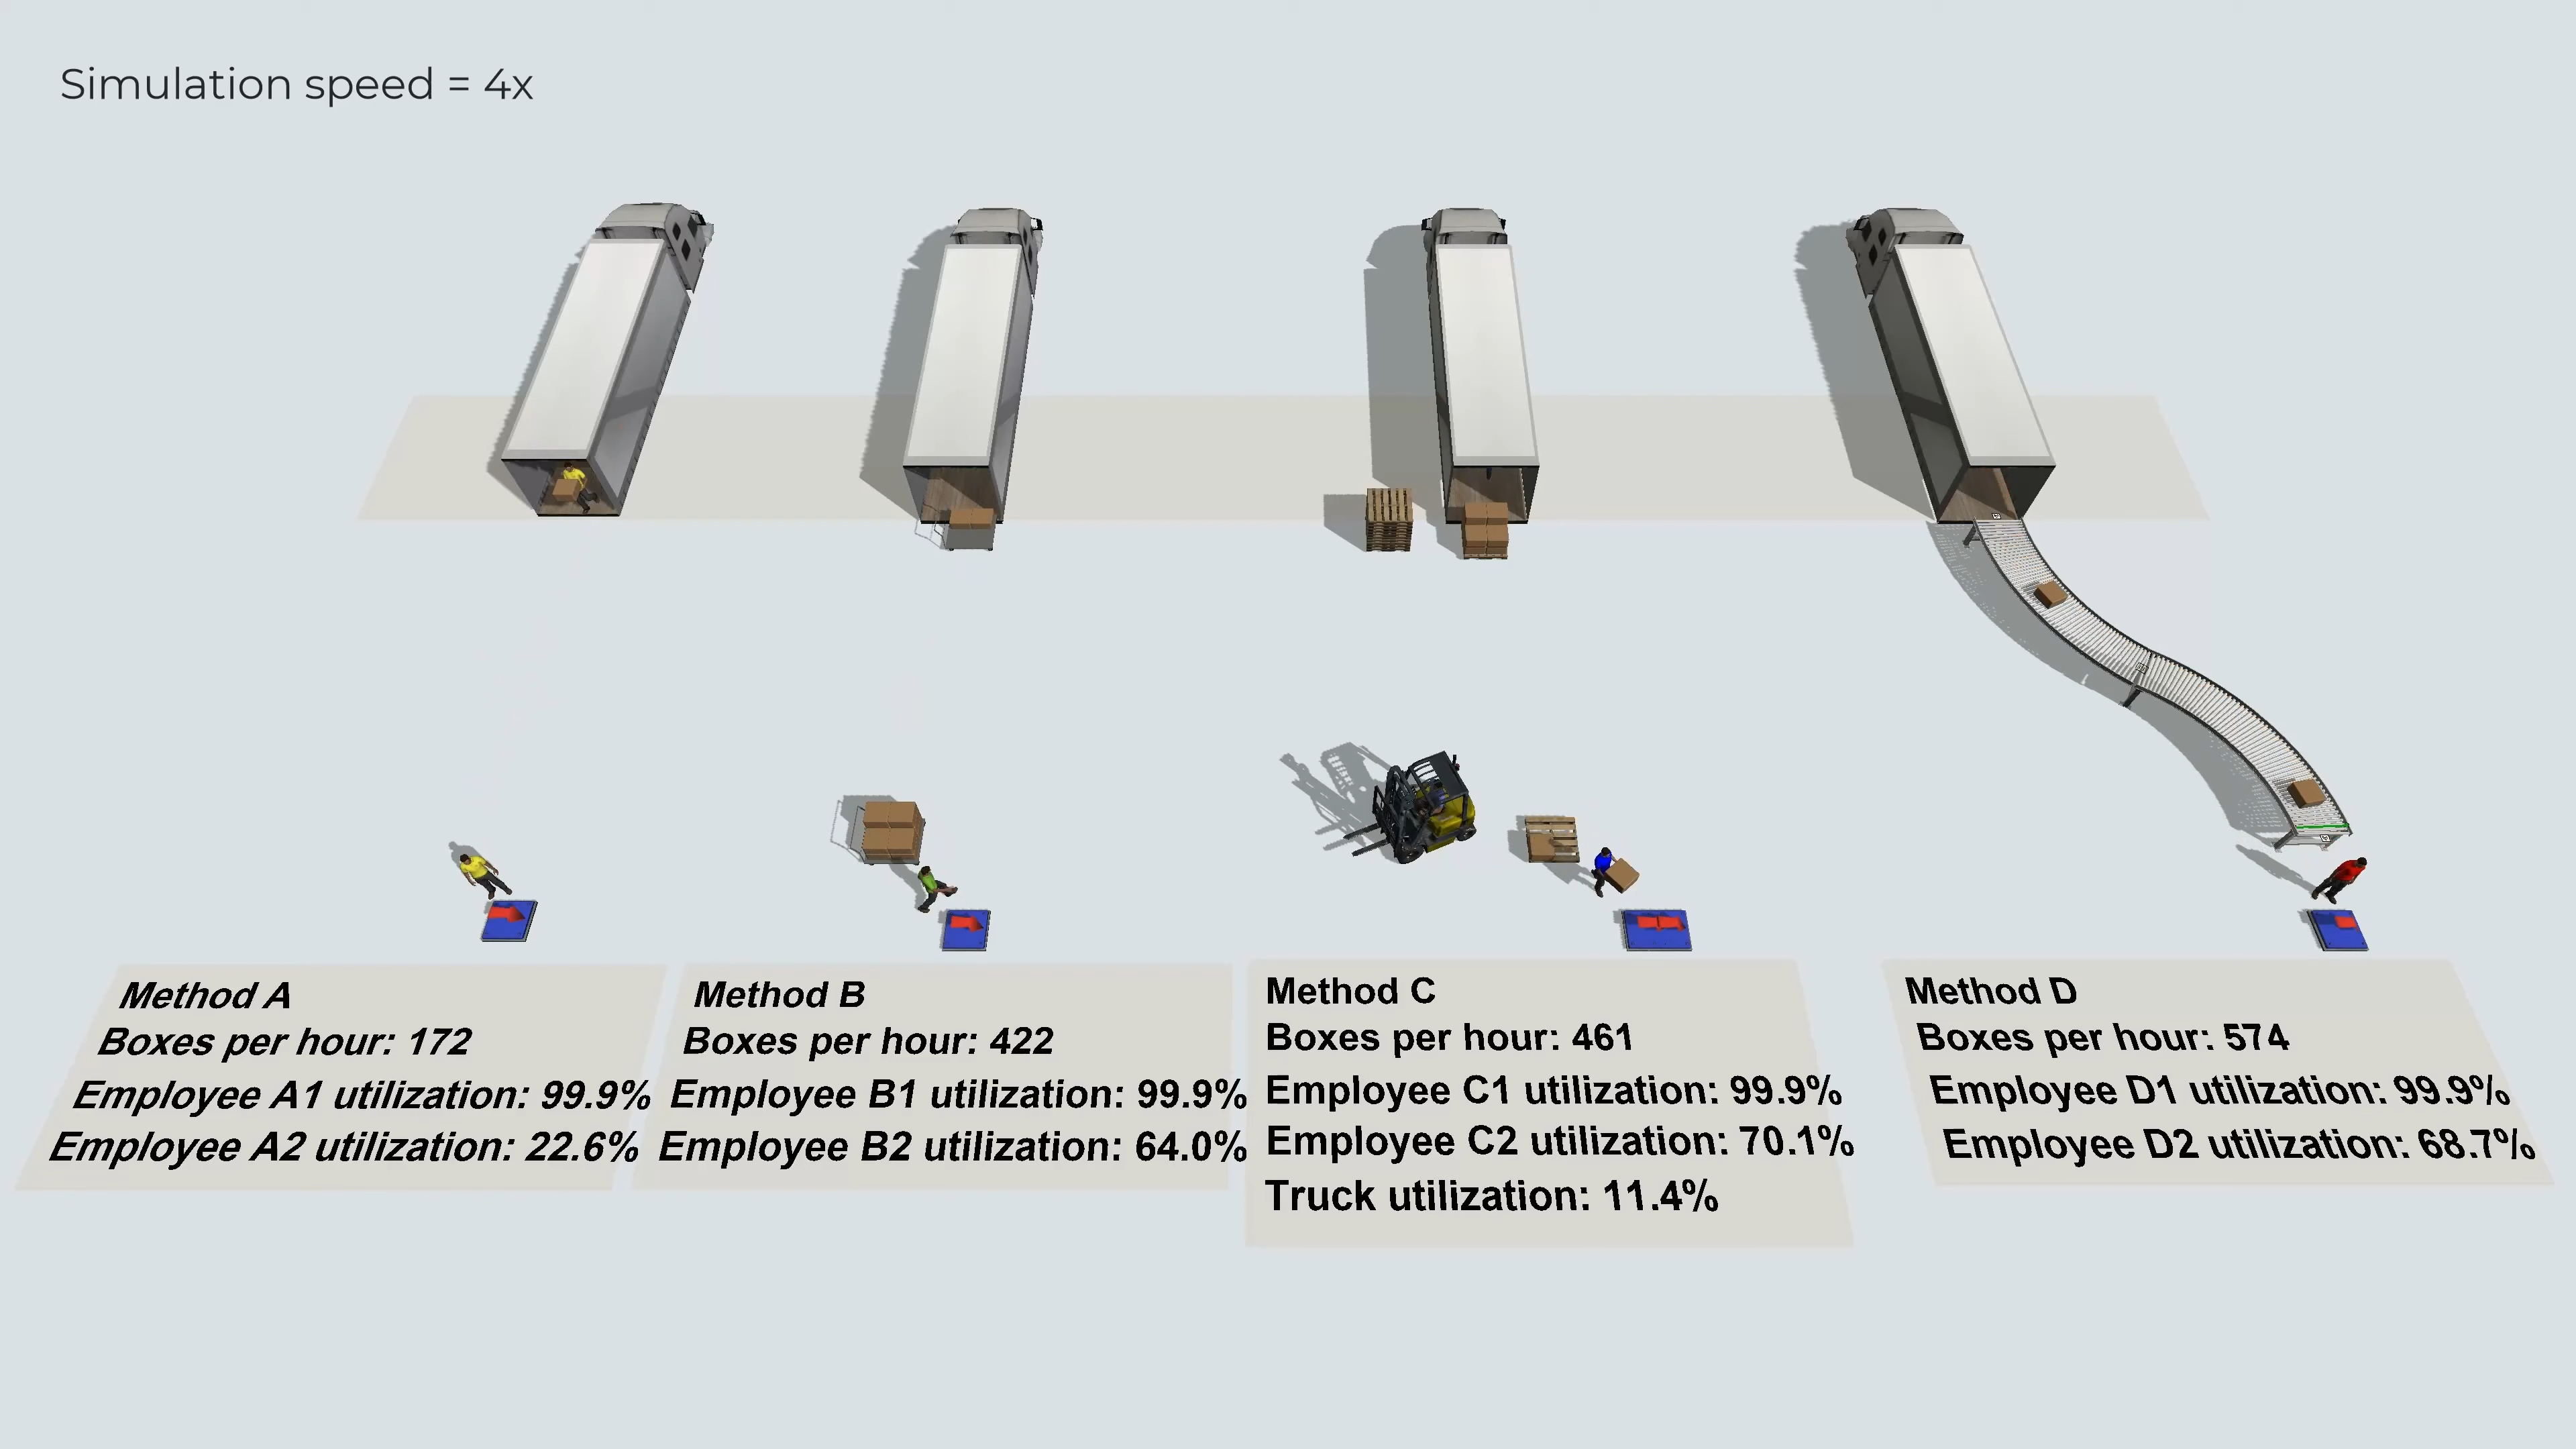 Simulation speed = 4x
Method A
Boxes per hour: 172
Employee A1 utilization: 99.9%
Employee A2 utilization: 22.6%
Method B
Boxes per hour: 422
Employee B1 utilization: 99.9%
Employee B2 utilization: 64.0%
Method C
Boxes per hour: 461
Employee C1 utilization: 99.9%
Employee C2 utilization: 70.1%
Truck utilization: 11.4%
Method D
Boxes per hour: 574
Employee D1 utilization: 99.9%
Employee D2 utilization: 68.7%